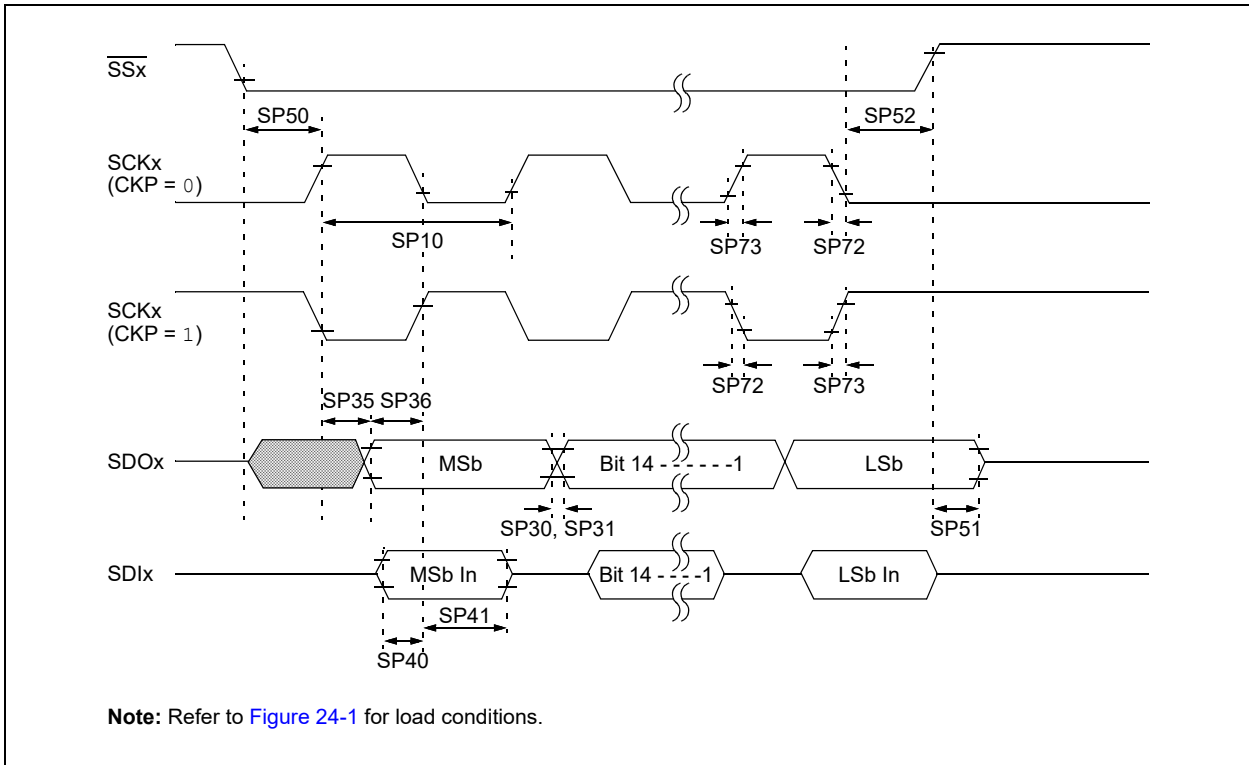 SSx
SP50
SP52
SCKx
(CKP = 0)
SP10
SP73
SP72
SCKx
(CKP = 1)
SP72
SP73
SP35 SP36
SDOx
MSb
Bit 14 - - - - - - -1
LSb
SP30, SP31
SP51
SDIx
MSb In
Bit 14 - - - - -1
LSb In
SP41
SP40
Note: Refer to Figure 24-1 for load conditions.